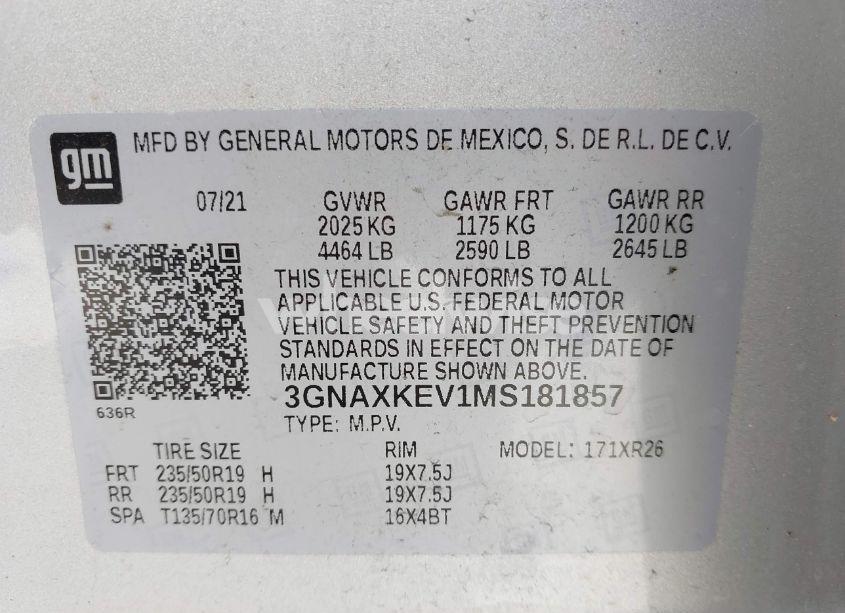 gm MFD BY GENERAL MOTORS DE MEXICO, S. DE R.L. DE C.V.
07/21 GVWR GAWR FRT GAWR RR
2025 KG 1175 KG 1200 KG
4464 LB 2590 LB 2645 LB
THIS VEHICLE CONFORMS TO ALL
APPLICABLE U.S. FEDERAL MOTOR
VEHICLE SAFETY AND THEFT PREVENTION
STANDARDS IN EFFECT ON THE DATE OF
MANUFACTURE SHOWN ABOVE.
3GNAXKEV1MS181857
636R
TYPE: M.P.V.
TIRE SIZE RIM MODEL: 171XR26
FRT 235/50R19 H 19X7.5J
RR 235/50R19 H 19X7.5J
SPA T135/70R16 M 16X4BT